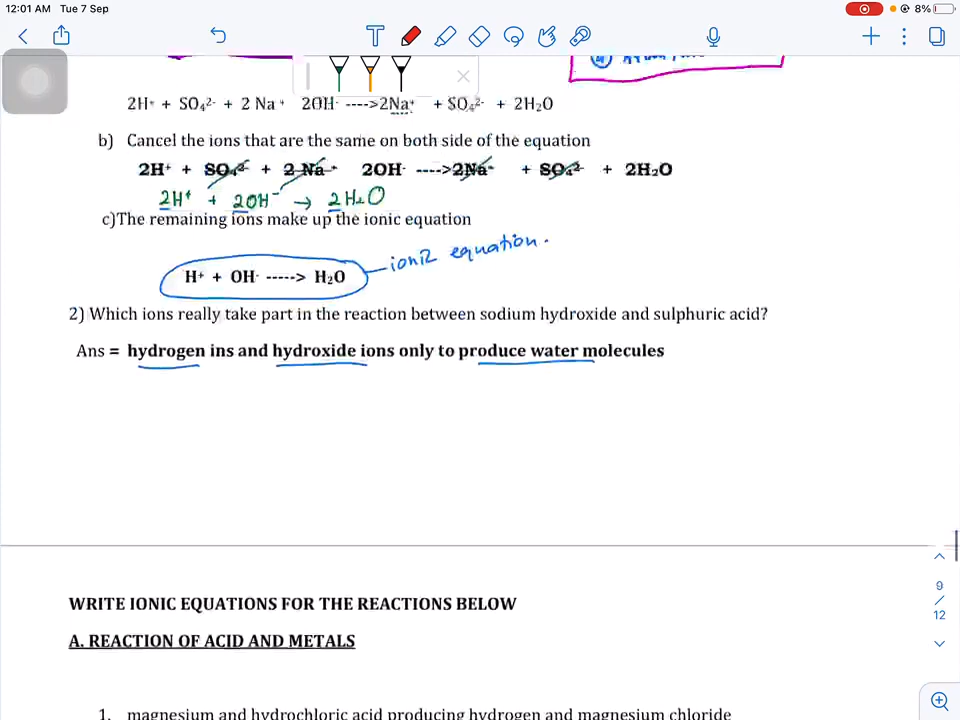 12:01 AM Tue 7 Sep
8%
2H⁺ + SO₄²⁻ + 2 Na⁺ 2OH⁻ ---->2Na⁺ + SO₄²⁻ + 2H₂O
b) Cancel the ions that are the same on both side of the equation
2H⁺ + SO₄²⁻ + 2 Na⁺ 2OH⁻ ---->2Na⁺ + SO₄²⁻ + 2H₂O
2H⁺ + 2OH⁻ → 2H₂O
c)The remaining ions make up the ionic equation
H⁺ + OH⁻ -----> H₂O
ionic equation.
2) Which ions really take part in the reaction between sodium hydroxide and sulphuric acid?
Ans = hydrogen ins and hydroxide ions only to produce water molecules
9
/
12
WRITE IONIC EQUATIONS FOR THE REACTIONS BELOW
A. REACTION OF ACID AND METALS
1. magnesium and hydrochloric acid producing hydrogen and magnesium chloride